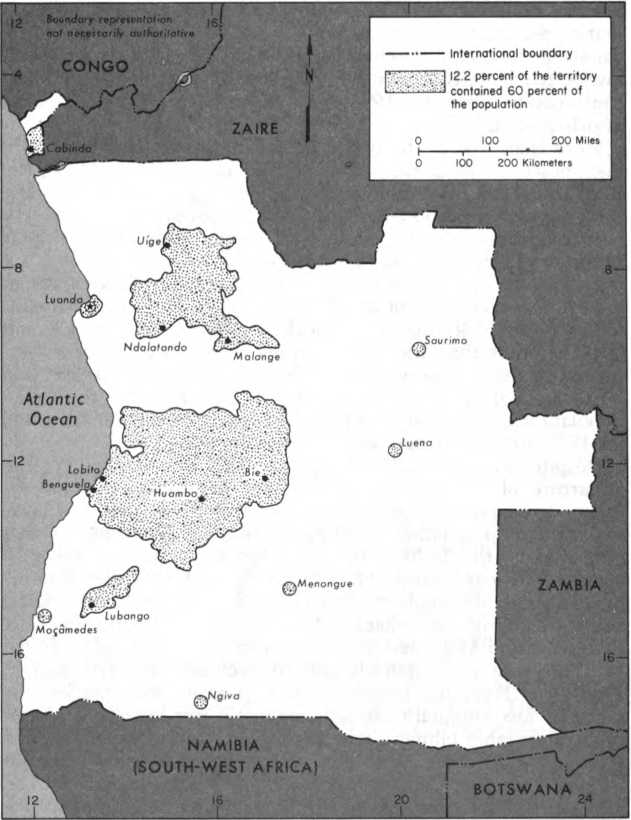 12
16
Boundary representation
not necessarily authoritative
International boundary
12.2 percent of the territory
contained 60 percent of
the population
0 100 200 Miles
0 100 200 Kilometers
N
CONGO
4
ZAIRE
Cabinda
Uíge
8
8
Luanda
Ndalatando
Malange
Saurimo
Atlantic
Ocean
Luena
12
12
Lobito
Benguela
Bie
Huambo
Menongue
ZAMBIA
Lubango
Moçâmedes
16
16
Ngiva
NAMIBIA
(SOUTH-WEST AFRICA)
BOTSWANA
12
16
20
24